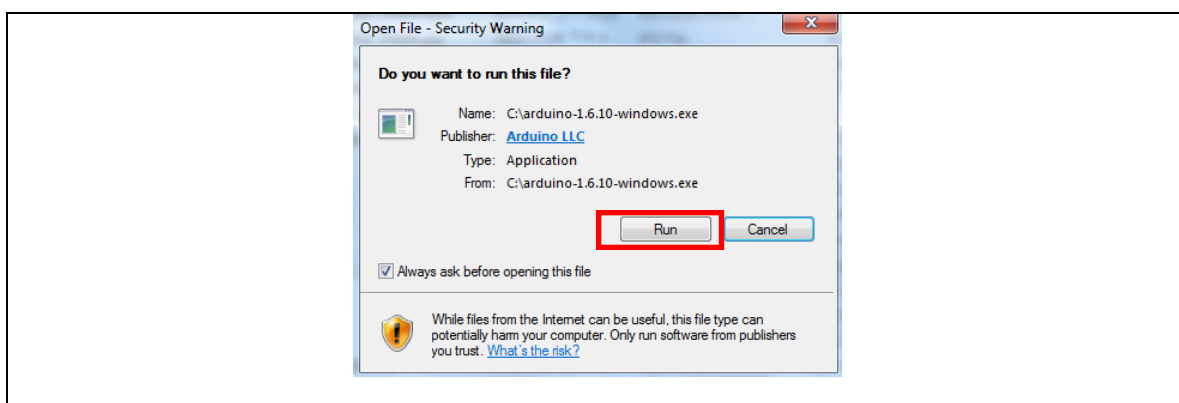 Open File - Security Warning
Do you want to run this file?
Name: C:\arduino-1.6.10-windows.exe
Publisher: Arduino LLC
Type: Application
From: C:\arduino-1.6.10-windows.exe
Run Cancel
Always ask before opening this file
While files from the Internet can be useful, this file type can
potentially harm your computer. Only run software from publishers
you trust. What's the risk?